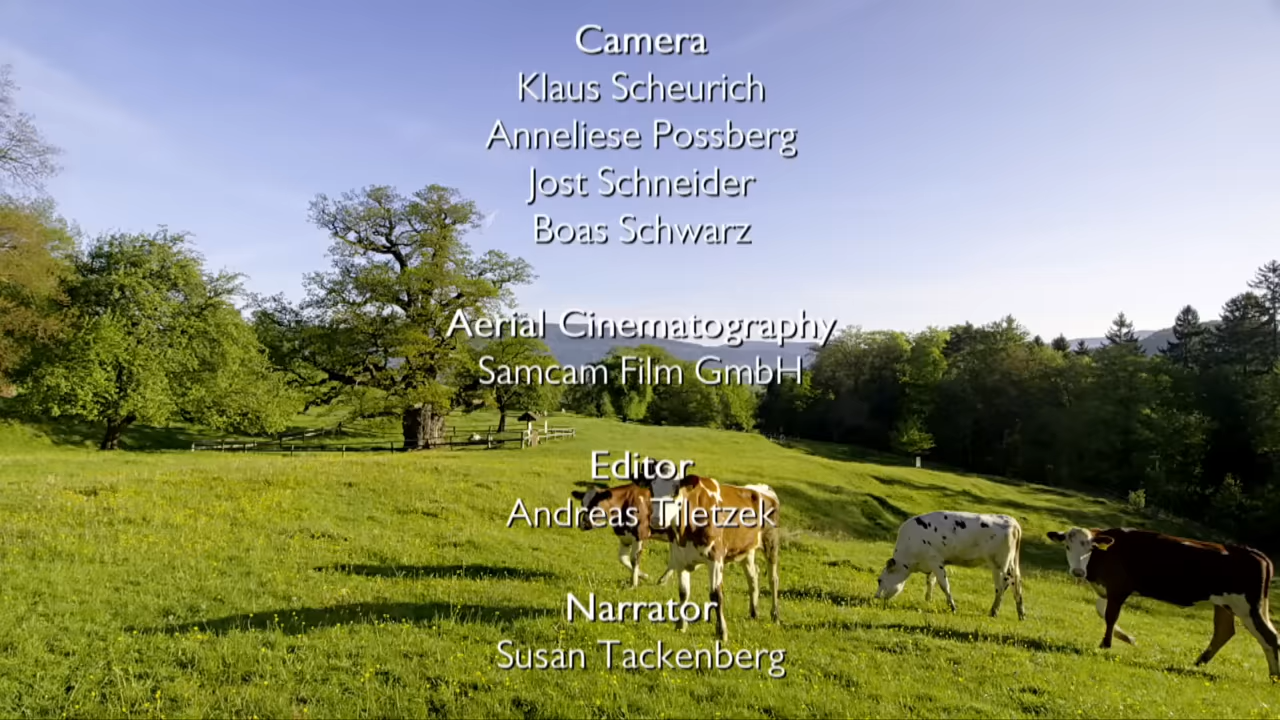 Camera
Klaus Scheurich
Anneliese Possberg
Jost Schneider
Boas Schwarz
Aerial Cinematography
Samcam Film GmbH
Editor
Andreas Tiletzek
Narrator
Susan Tackenberg